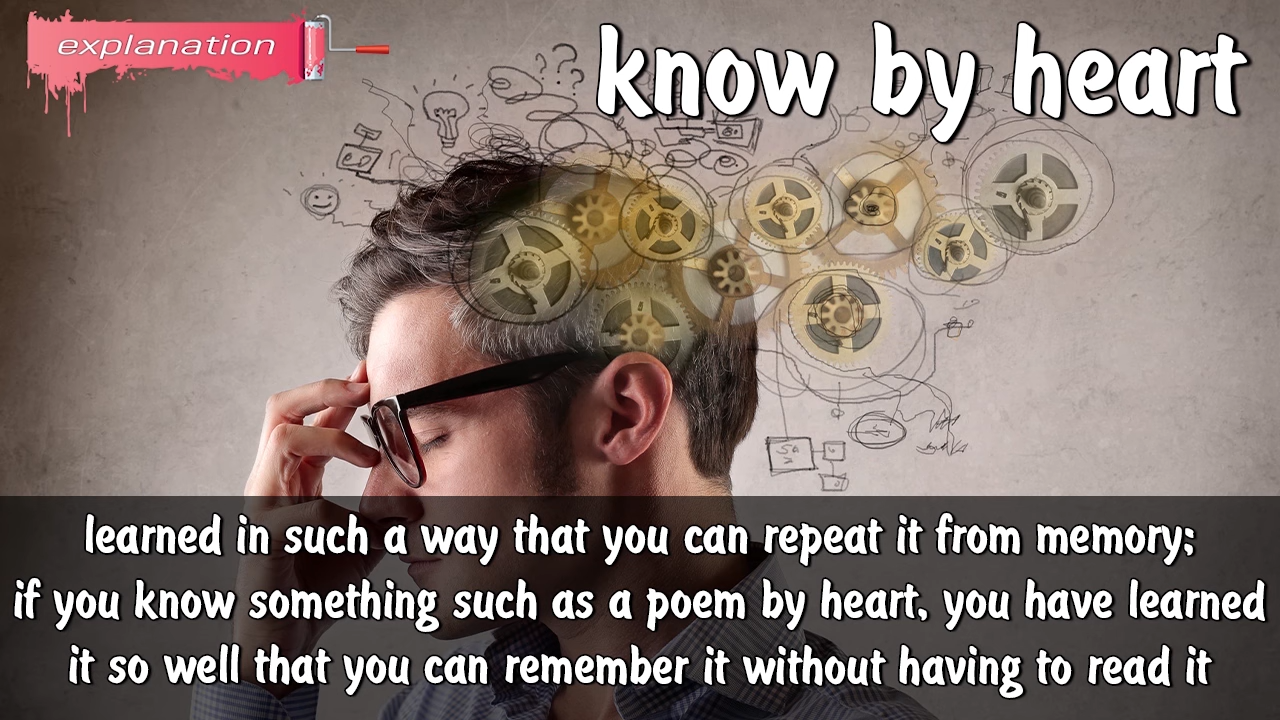 explanation
know by heart
learned in such a way that you can repeat it from memory;
if you know something such as a poem by heart, you have learned
it so well that you can remember it without having to read it